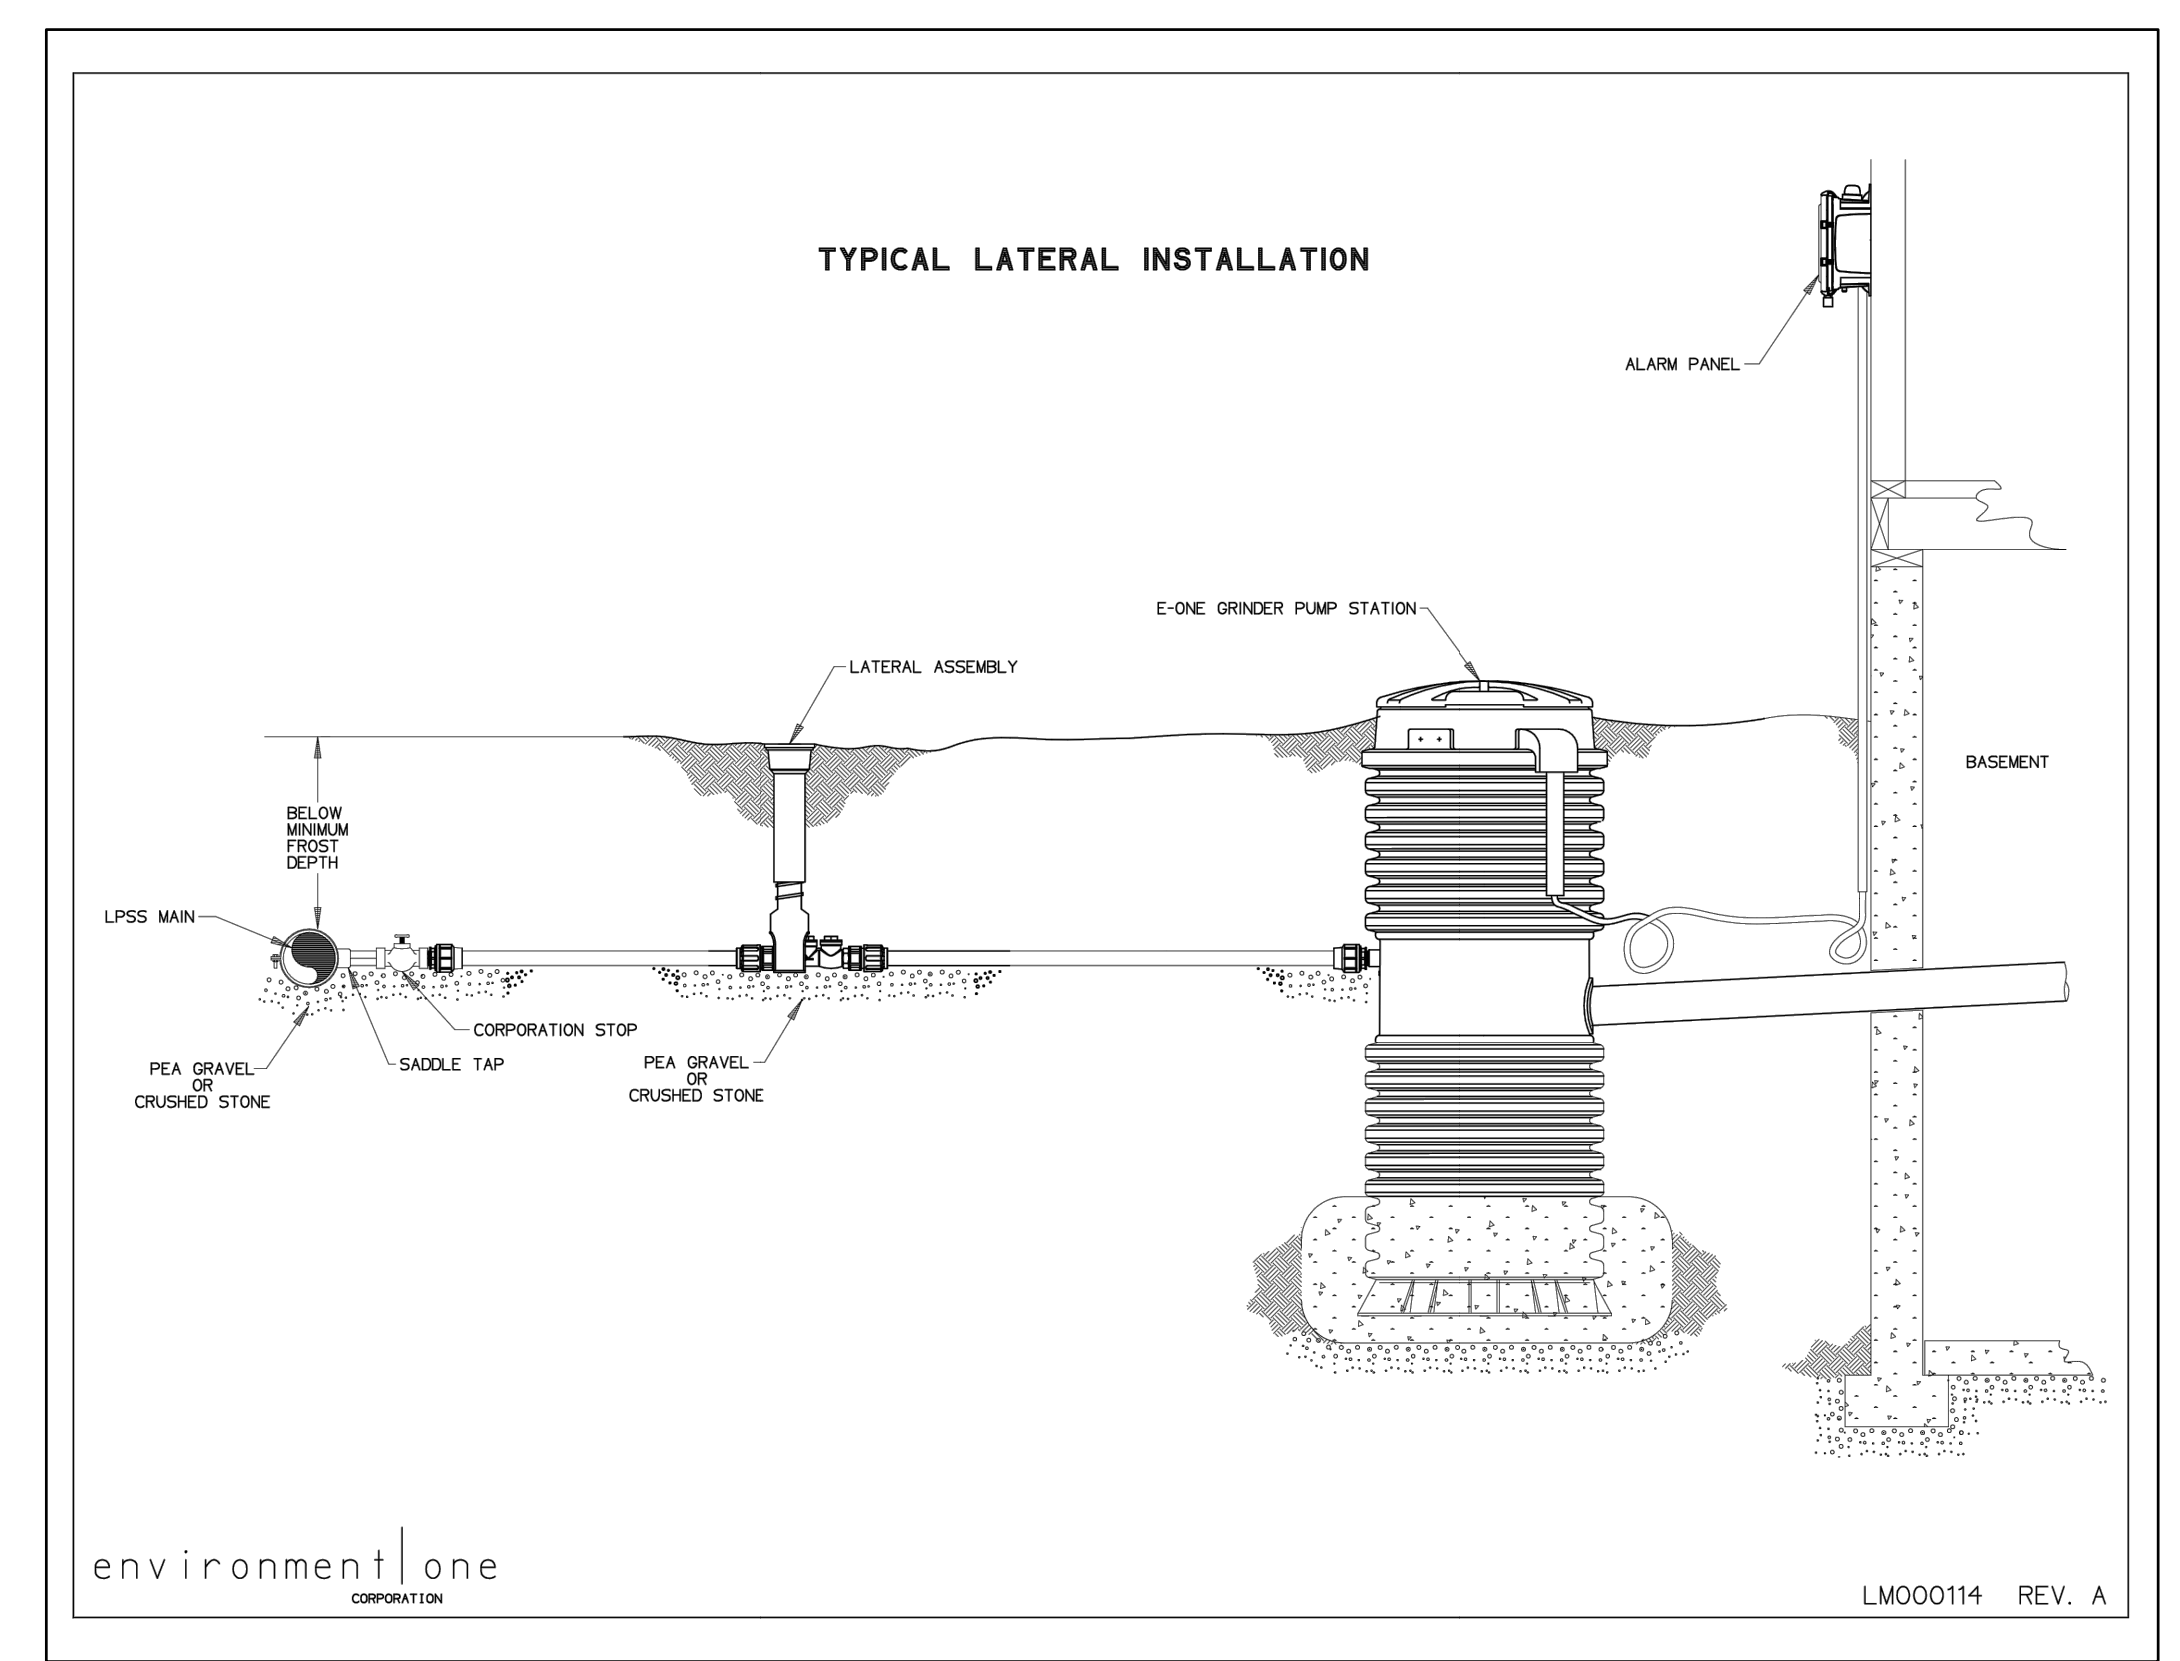 TYPICAL LATERAL INSTALLATION
ALARM PANEL
E-ONE GRINDER PUMP STATION
LATERAL ASSEMBLY
BASEMENT
BELOW
MINIMUM
FROST
DEPTH
LPSS MAIN
CORPORATION STOP
SADDLE TAP
PEA GRAVEL
OR
CRUSHED STONE
PEA GRAVEL
OR
CRUSHED STONE
environment one
CORPORATION
LM000114 REV. A